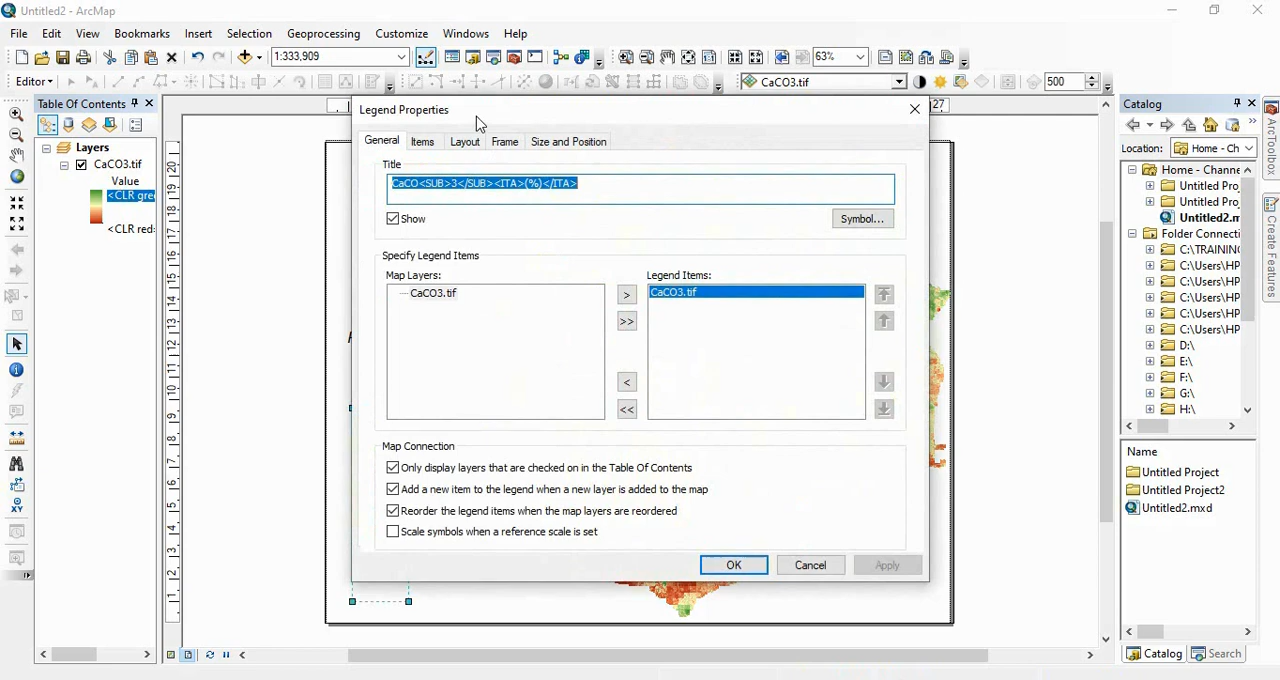 Untitled2 - ArcMap
File Edit View Bookmarks Insert Selection Geoprocessing Customize Windows Help
1:333,909
63%
Editor
CaCO3.tif
500
Table Of Contents
Layers
CaCO3.tif
Value
<CLR gre
<CLR red:
Legend Properties
General Items Layout Frame Size and Position
Title
CaCO<SUB>3</SUB><ITA>(%)</ITA>
Show
Symbol...
Specify Legend Items
Map Layers:
CaCO3.tif
>
>>
<
<<
Legend Items:
CaCO3.tif
Map Connection
Only display layers that are checked on in the Table Of Contents
Add a new item to the legend when a new layer is added to the map
Reorder the legend items when the map layers are reordered
Scale symbols when a reference scale is set
OK Cancel Apply
27
Catalog
Location: Home - Ch
Home - Channe
Untitled Pro
Untitled Pro
Untitled2.m
Folder Connecti
C:\TRAINING
C:\Users\HP
C:\Users\HP
C:\Users\HP
C:\Users\HP
C:\Users\HP
D:\
E:\
F:\
G:\
H:\
Name
Untitled Project
Untitled Project2
Untitled2.mxd
Catalog Search
ArcToolbox
Create Features